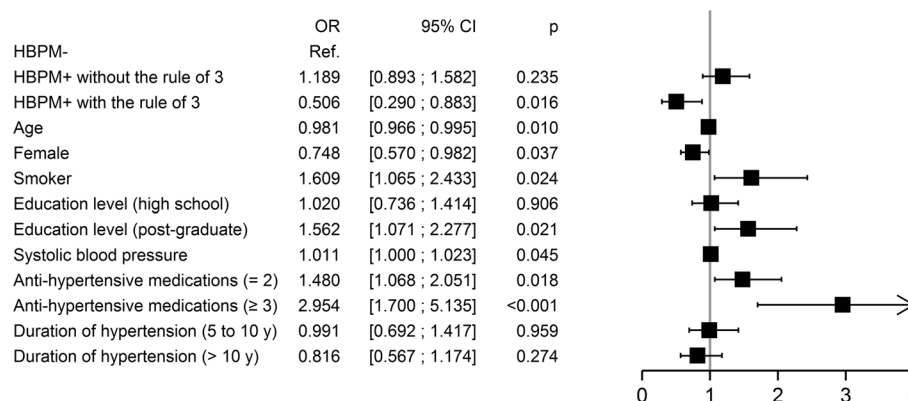 OR 95% CI p
HBPM- Ref.
HBPM+ without the rule of 3 1.189 [0.893 ; 1.582] 0.235
HBPM+ with the rule of 3 0.506 [0.290 ; 0.883] 0.016
Age 0.981 [0.966 ; 0.995] 0.010
Female 0.748 [0.570 ; 0.982] 0.037
Smoker 1.609 [1.065 ; 2.433] 0.024
Education level (high school) 1.020 [0.736 ; 1.414] 0.906
Education level (post-graduate) 1.562 [1.071 ; 2.277] 0.021
Systolic blood pressure 1.011 [1.000 ; 1.023] 0.045
Anti-hypertensive medications (= 2) 1.480 [1.068 ; 2.051] 0.018
Anti-hypertensive medications (≥ 3) 2.954 [1.700 ; 5.135] <0.001
Duration of hypertension (5 to 10 y) 0.991 [0.692 ; 1.417] 0.959
Duration of hypertension (> 10 y) 0.816 [0.567 ; 1.174] 0.274
0 1 2 3